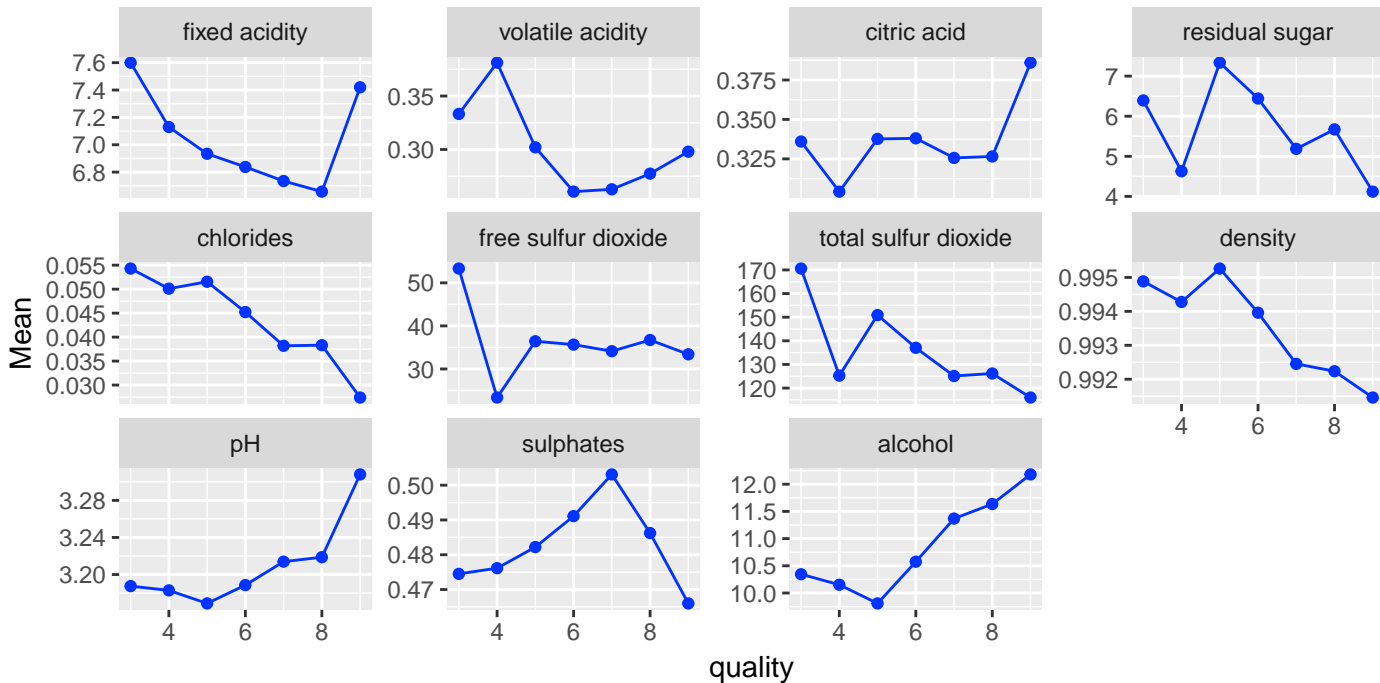 fixed acidity
volatile acidity
citric acid
residual sugar
7.6
7.4
7.2
7.0
6.8
0.35
0.30
0.375
0.350
0.325
7
6
5
4
chlorides
free sulfur dioxide
total sulfur dioxide
density
0.055
0.050
0.045
0.040
0.035
0.030
50
40
30
170
160
150
140
130
120
0.995
0.994
0.993
0.992
4 6 8
Mean
pH
sulphates
alcohol
3.28
3.24
3.20
0.50
0.49
0.48
0.47
12.0
11.5
11.0
10.5
10.0
4 6 8
4 6 8
4 6 8
quality